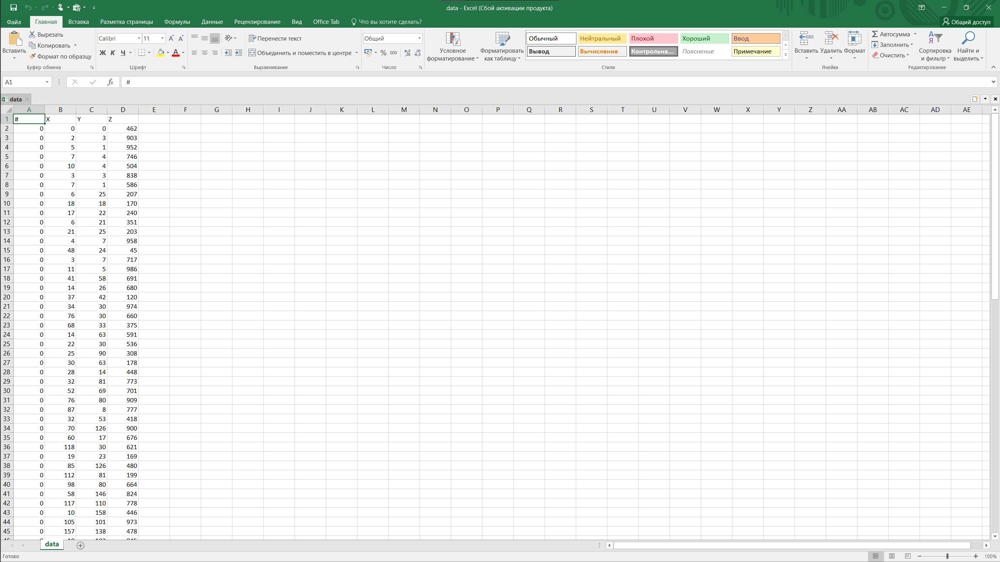 data - Excel (Сбой активации продукта)
Файл Главная Вставка Разметка страницы Формулы Данные Рецензирование Вид Office Tab Что вы хотите сделать? Общий доступ
Вставить
Вырезать
Копировать
Формат по образцу
Буфер обмена
Calibri 11
Ж К Ч
Шрифт
Перенести текст
Объединить и поместить в центре
Выравнивание
Общий
% 000
Число
Условное форматирование
Форматировать как таблицу
Обычный Нейтральный Плохой Хороший Ввод
Вывод Вычисление Контрольна... Пояснение Примечание
Стили
Вставить Удалить Формат
Ячейки
Автосумма
Заполнить
Очистить
Сортировка и фильтр
Найти и выделить
Редактирование
A1 fx #
data
A B C D E F G H I J K L M N O P Q R S T U V W X Y Z AA AB AC AD AE
1 # X Y Z
2 0 0 0 462
3 0 2 3 903
4 0 5 1 952
5 0 7 4 746
6 0 10 4 504
7 0 3 3 838
8 0 7 1 586
9 0 6 25 207
10 0 18 18 170
11 0 17 22 240
12 0 6 21 351
13 0 21 25 203
14 0 4 7 958
15 0 48 24 45
16 0 3 7 717
17 0 11 5 986
18 0 41 58 691
19 0 14 26 680
20 0 37 42 120
21 0 34 30 974
22 0 76 30 660
23 0 68 33 375
24 0 14 63 591
25 0 22 30 536
26 0 25 90 308
27 0 30 63 178
28 0 28 14 448
29 0 32 81 773
30 0 52 69 701
31 0 76 80 909
32 0 87 8 777
33 0 32 53 418
34 0 70 126 900
35 0 60 17 676
36 0 118 30 621
37 0 19 23 169
38 0 85 126 480
39 0 112 81 199
40 0 98 80 664
41 0 58 146 824
42 0 117 110 778
43 0 10 158 446
44 0 105 101 973
45 0 157 138 478
data
Готово 100%